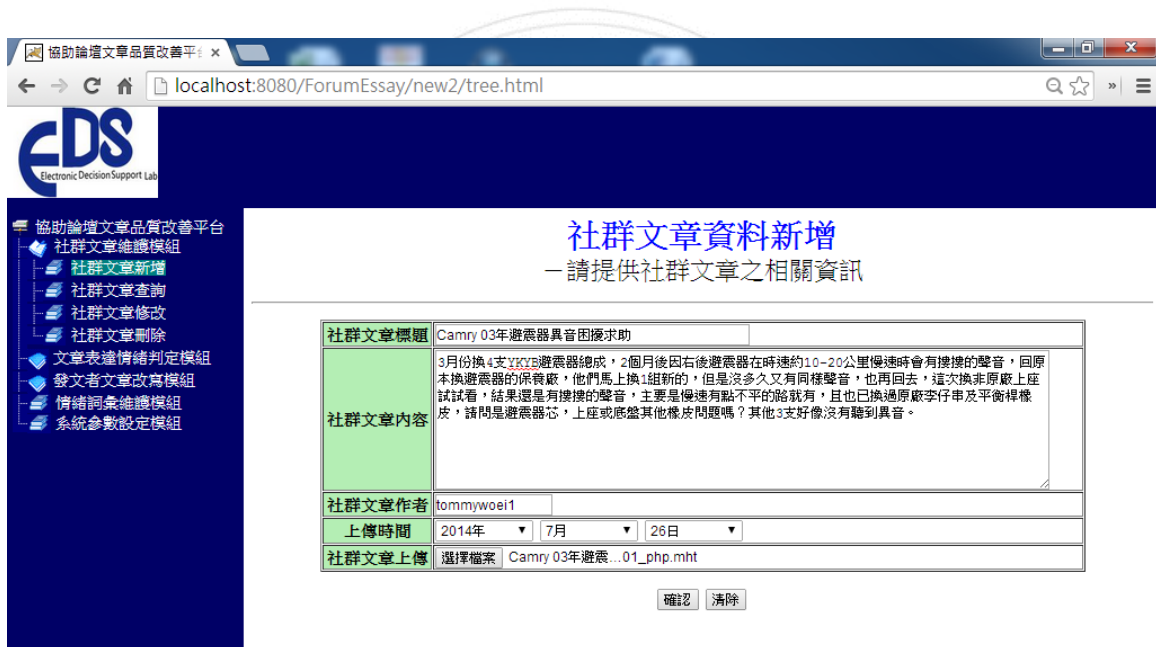 協助論壇文章品質改善平台 ×
localhost:8080/ForumEssay/new2/tree.html
EDS
Electronic Decision Support Lab
協助論壇文章品質改善平台
社群文章維護模組
社群文章新增
社群文章查詢
社群文章修改
社群文章刪除
文章表達情緒判定模組
發文者文章改寫模組
情緒詞彙維護模組
系統參數設定模組
社群文章資料新增
－請提供社群文章之相關資訊
社群文章標題 Camry 03年避震器異音困擾求助
社群文章內容
3月份換4支YKYB避震器總成，2個月後因右後避震器在時速約10-20公里慢速時會有摟摟的聲音，回原
本換避震器的保養廠，他們馬上換1組新的，但是沒多久又有同樣聲音，也再回去，這次換非原廠上座
試試看，結果還是有摟摟的聲音，主要是慢速有點不平的路就有，且也已換過原廠李仔串及平衡桿橡
皮，請問是避震器芯，上座或底盤其他橡皮問題嗎？其他3支好像沒有聽到異音。
社群文章作者 tommywoei1
上傳時間 2014年 7月 26日
社群文章上傳 選擇檔案 Camry 03年避震...01_php.mht
確認 清除